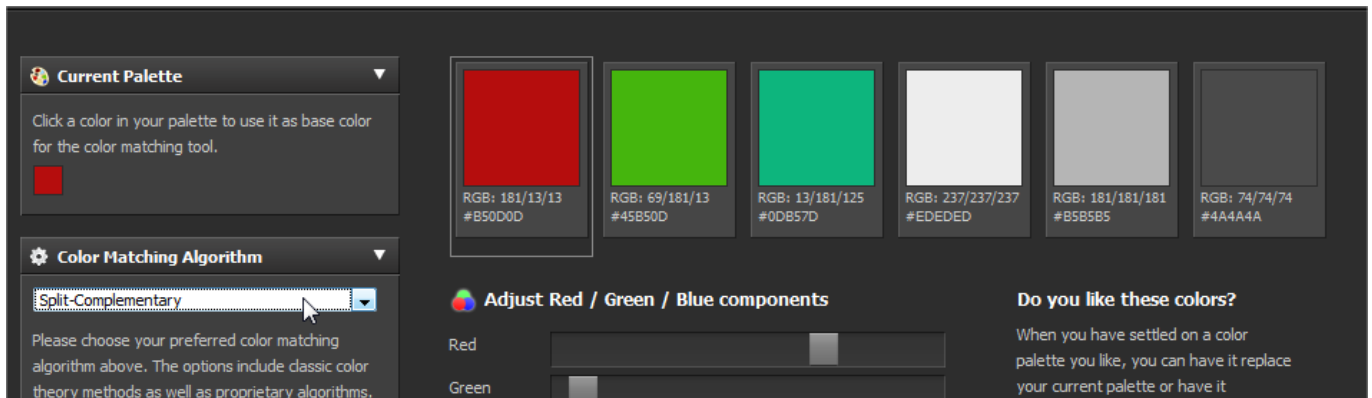 Current Palette
Click a color in your palette to use it as base color
for the color matching tool.
Color Matching Algorithm
Split-Complementary
Please choose your preferred color matching
algorithm above. The options include classic color
theory methods as well as proprietary algorithms.
RGB: 181/13/13
#B50D0D
RGB: 69/181/13
#45B50D
RGB: 13/181/125
#0DB57D
RGB: 237/237/237
#EDEDED
RGB: 181/181/181
#B5B5B5
RGB: 74/74/74
#4A4A4A
Adjust Red / Green / Blue components
Red
Green
Do you like these colors?
When you have settled on a color
palette you like, you can have it replace
your current palette or have it